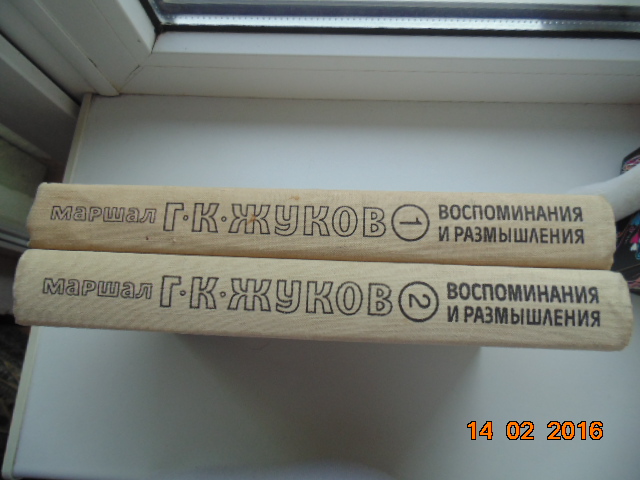 маршал Г·К·ЖУКОВ 1 ВОСПОМИНАНИЯ
И РАЗМЫШЛЕНИЯ
маршал Г·К·ЖУКОВ 2 ВОСПОМИНАНИЯ
И РАЗМЫШЛЕНИЯ
14 02 2016